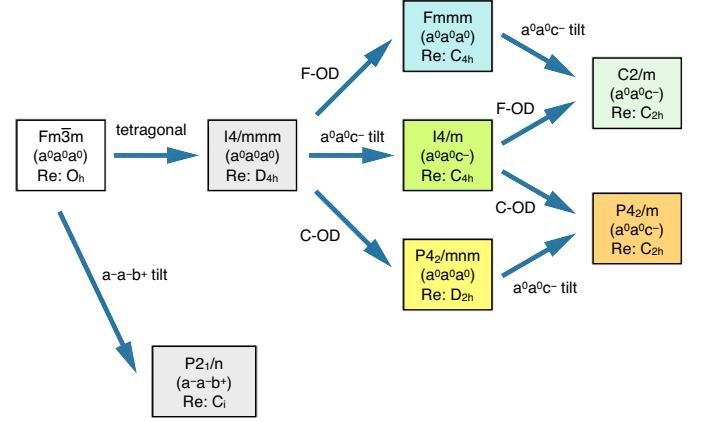 Fm3̅m
(a⁰a⁰a⁰)
Re: Oₕ
tetragonal
I4/mmm
(a⁰a⁰a⁰)
Re: D₄ₕ
F-OD
a⁰a⁰c⁻ tilt
C-OD
Fmmm
(a⁰a⁰a⁰)
Re: C₄ₕ
I4/m
(a⁰a⁰c⁻)
Re: C₄ₕ
P4₂/mnm
(a⁰a⁰a⁰)
Re: D₂ₕ
a⁰a⁰c⁻ tilt
F-OD
C-OD
a⁰a⁰c⁻ tilt
C2/m
(a⁰a⁰c⁻)
Re: C₂ₕ
P4₂/m
(a⁰a⁰c⁻)
Re: C₂ₕ
a⁻a⁻b⁺ tilt
P2₁/n
(a⁻a⁻b⁺)
Re: Cᵢ